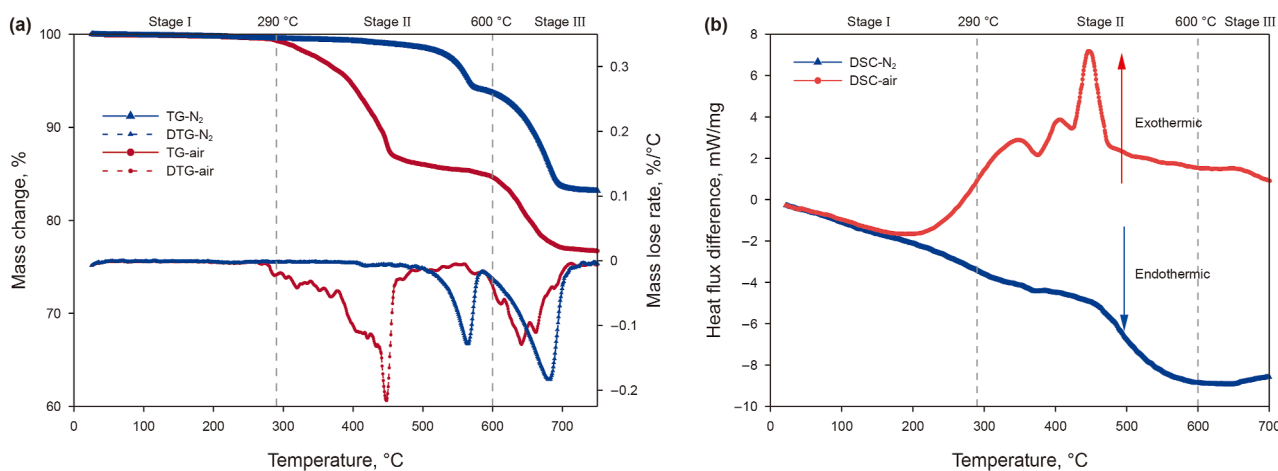 (a)
Stage I
290 °C
Stage II
600 °C
Stage III
100
90
80
70
60
Mass change, %
TG-N₂
DTG-N₂
TG-air
DTG-air
0.3
0.2
0.1
0
−0.1
−0.2
Mass lose rate, %/°C
0
100
200
300
400
500
600
700
Temperature, °C
(b)
Stage I
290 °C
Stage II
600 °C
Stage III
8
6
4
2
0
−2
−4
−6
−8
−10
Heat flux difference, mW/mg
DSC-N₂
DSC-air
Exothermic
Endothermic
0
100
200
300
400
500
600
700
Temperature, °C